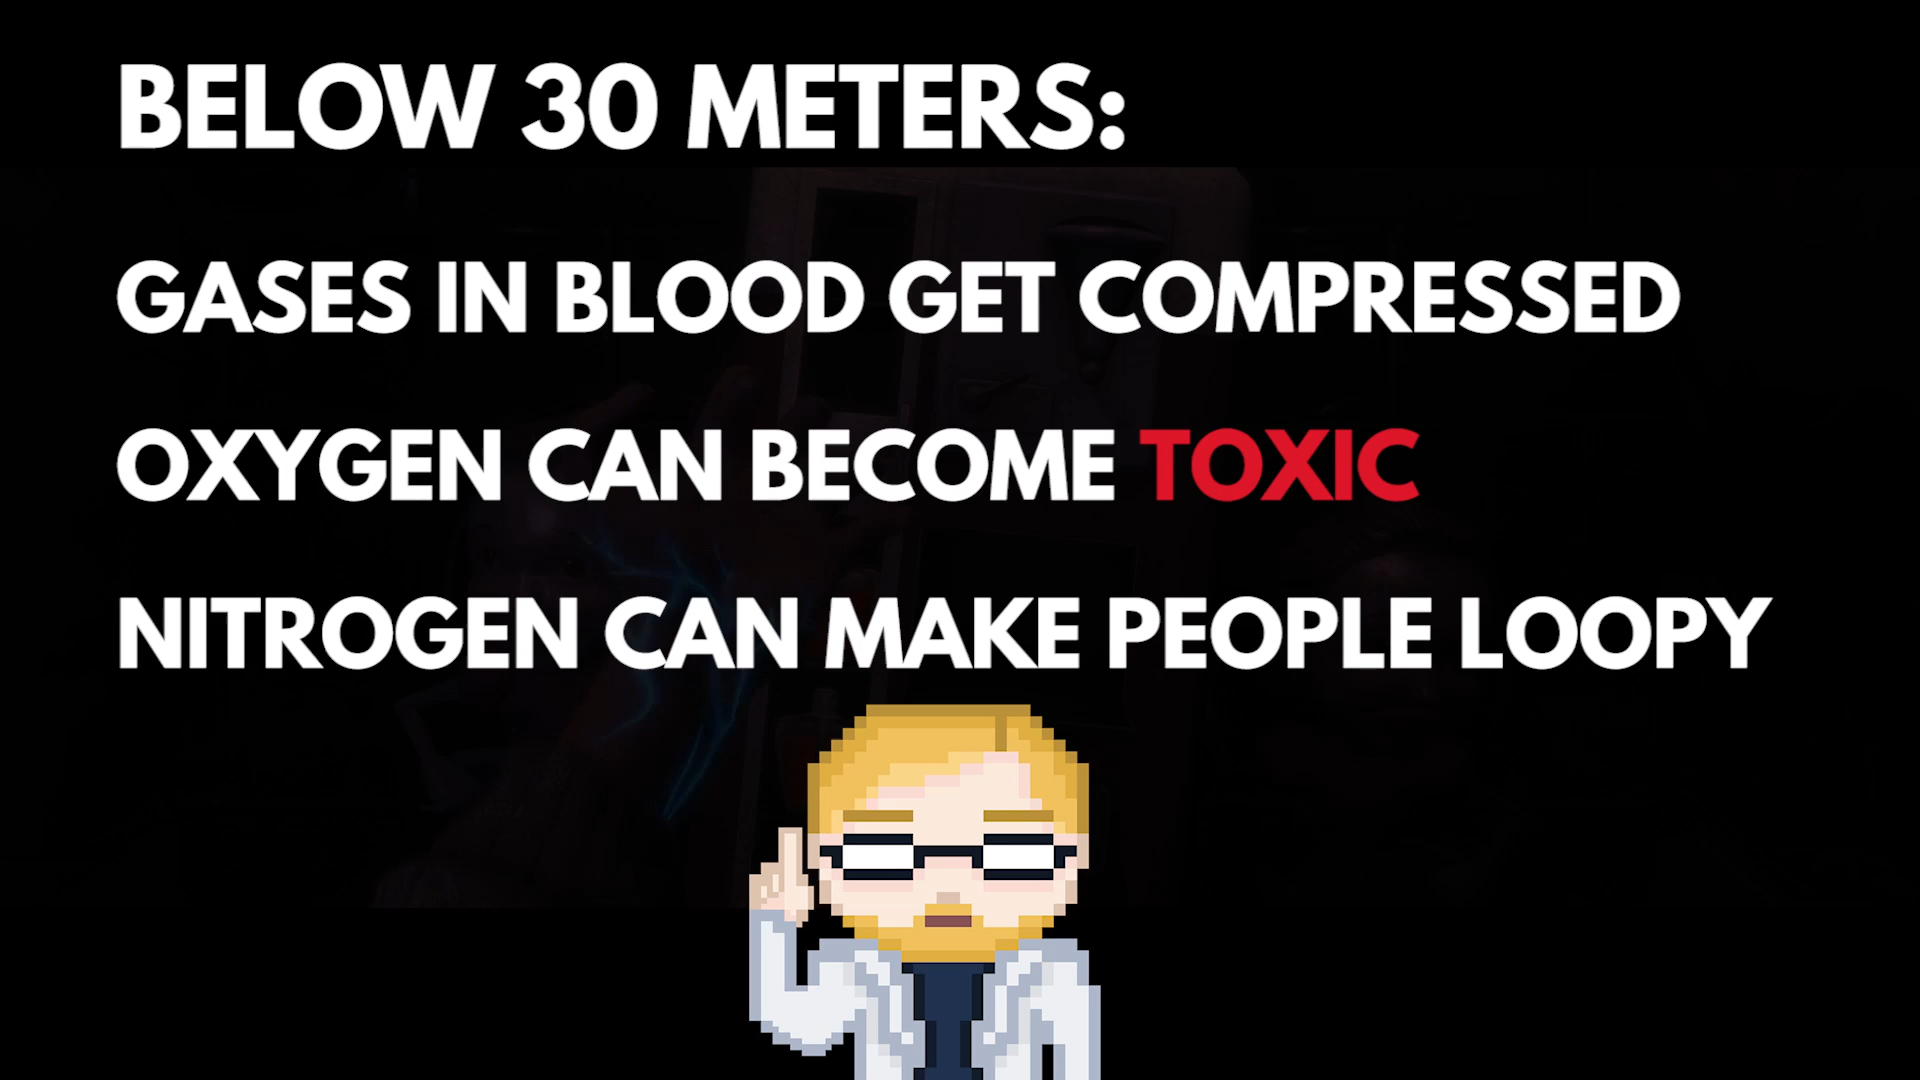 BELOW 30 METERS:
GASES IN BLOOD GET COMPRESSED
OXYGEN CAN BECOME TOXIC
NITROGEN CAN MAKE PEOPLE LOOPY